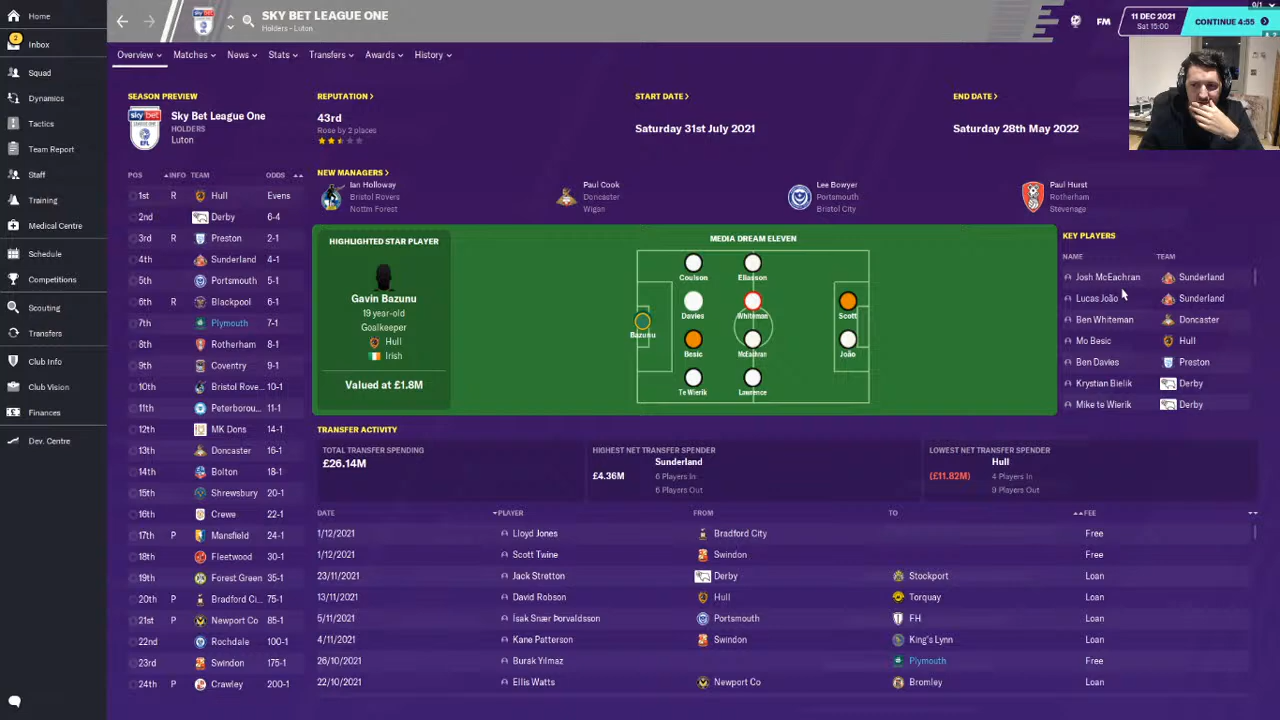 SKY BET LEAGUE ONE
Holders - Luton
FM
11 DEC 2021
Sat 15:00
CONTINUE 4:55
0/1
2
Home
2
Inbox
Squad
Dynamics
Tactics
Team Report
Staff
Training
Medical Centre
Schedule
Competitions
Scouting
Transfers
Club Info
Club Vision
Finances
Dev. Centre
Overview
Matches
News
Stats
Transfers
Awards
History
SEASON PREVIEW
sky bet
EFL
Sky Bet League One
HOLDERS
Luton
REPUTATION
43rd
Rose by 2 places
START DATE
Saturday 31st July 2021
END DATE
Saturday 28th May 2022
NEW MANAGERS
Ian Holloway
Bristol Rovers
Nottm Forest
Paul Cook
Doncaster
Wigan
Lee Bowyer
Portsmouth
Bristol City
Paul Hurst
Rotherham
Stevenage
POS INFO TEAM ODDS
1st R Hull Evens
2nd Derby 6-4
3rd R Preston 2-1
4th Sunderland 4-1
5th Portsmouth 5-1
6th R Blackpool 6-1
7th Plymouth 7-1
8th Rotherham 8-1
9th Coventry 9-1
10th Bristol Rove... 10-1
11th Peterborou... 11-1
12th MK Dons 14-1
13th Doncaster 16-1
14th Bolton 18-1
15th Shrewsbury 20-1
16th Crewe 22-1
17th P Mansfield 24-1
18th Fleetwood 30-1
19th Forest Green 35-1
20th P Bradford Ci... 75-1
21st P Newport Co 85-1
22nd Rochdale 100-1
23rd Swindon 175-1
24th P Crawley 200-1
HIGHLIGHTED STAR PLAYER
Gavin Bazunu
19 year-old
Goalkeeper
Hull
Irish
Valued at £1.8M
MEDIA DREAM ELEVEN
Coulson
Eliasson
Davies
Whiteman
Scott
Bazunu
Besic
McEachran
João
Te Wierik
Lawrence
KEY PLAYERS
NAME TEAM
Josh McEachran Sunderland
Lucas João Sunderland
Ben Whiteman Doncaster
Mo Besic Hull
Ben Davies Preston
Krystian Bielik Derby
Mike te Wierik Derby
TRANSFER ACTIVITY
TOTAL TRANSFER SPENDING
£26.14M
HIGHEST NET TRANSFER SPENDER
Sunderland
£4.36M
6 Players In
6 Players Out
LOWEST NET TRANSFER SPENDER
Hull
(£11.82M)
4 Players In
9 Players Out
DATE PLAYER FROM TO FEE
1/12/2021 Lloyd Jones Bradford City Free
1/12/2021 Scott Twine Swindon Free
23/11/2021 Jack Stretton Derby Stockport Loan
13/11/2021 David Robson Hull Torquay Loan
5/11/2021 Ísak Snær Þorvaldsson Portsmouth FH Loan
4/11/2021 Kane Patterson Swindon King's Lynn Loan
26/10/2021 Burak Yılmaz Plymouth Free
22/10/2021 Ellis Watts Newport Co Bromley Loan